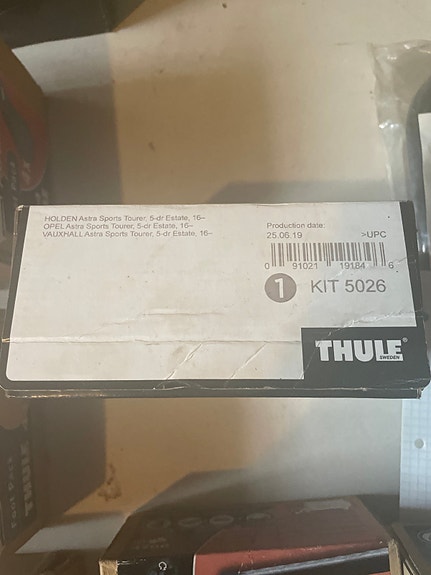 HOLDEN Astra Sports Tourer, 5-dr Estate, 16–
OPEL Astra Sports Tourer, 5-dr Estate, 16–
VAUXHALL Astra Sports Tourer, 5-dr Estate, 16–
Production date:
25.06.19 >UPC
0 91021 19184 6
1 KIT 5026
THULE®
SWEDEN
THULE